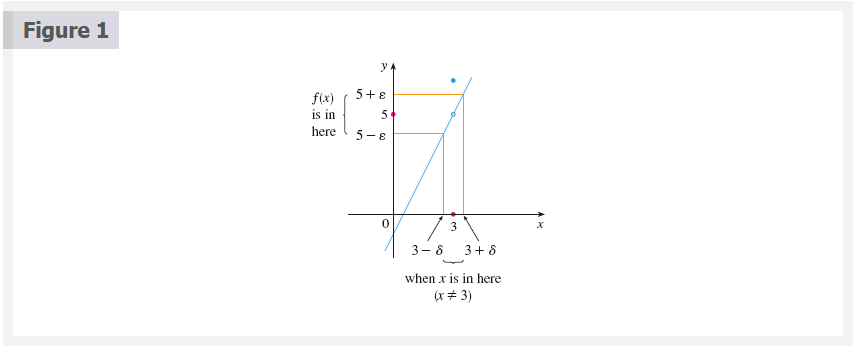 Figure 1
y
f(x)
is in
here
5 + ε
5
5 − ε
0
3
x
3 − δ
3 + δ
when x is in here
(x ≠ 3)